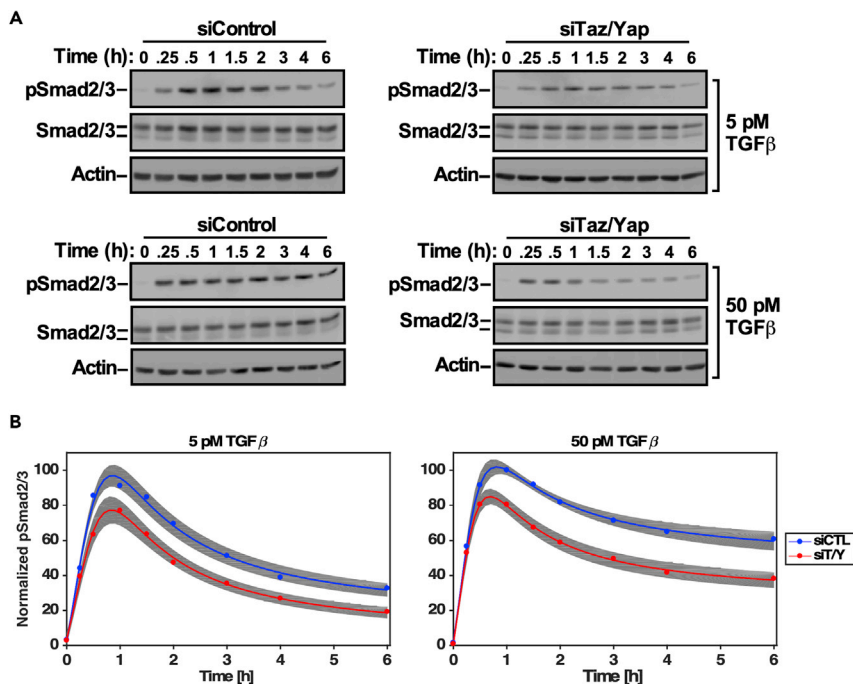 A
siControl
Time (h): 0 .25 .5 1 1.5 2 3 4 6
pSmad2/3
Smad2/3
Actin
siTaz/Yap
Time (h): 0 .25 .5 1 1.5 2 3 4 6
pSmad2/3
Smad2/3
Actin
5 pM
TGFβ
siControl
Time (h): 0 .25 .5 1 1.5 2 3 4 6
pSmad2/3
Smad2/3
Actin
siTaz/Yap
Time (h): 0 .25 .5 1 1.5 2 3 4 6
pSmad2/3
Smad2/3
Actin
50 pM
TGFβ
B
5 pM TGFβ
Normalized pSmad2/3
100
80
60
40
20
0
0 1 2 3 4 5 6
Time [h]
50 pM TGFβ
100
80
60
40
20
0
0 1 2 3 4 5 6
Time [h]
siCTL
siT/Y